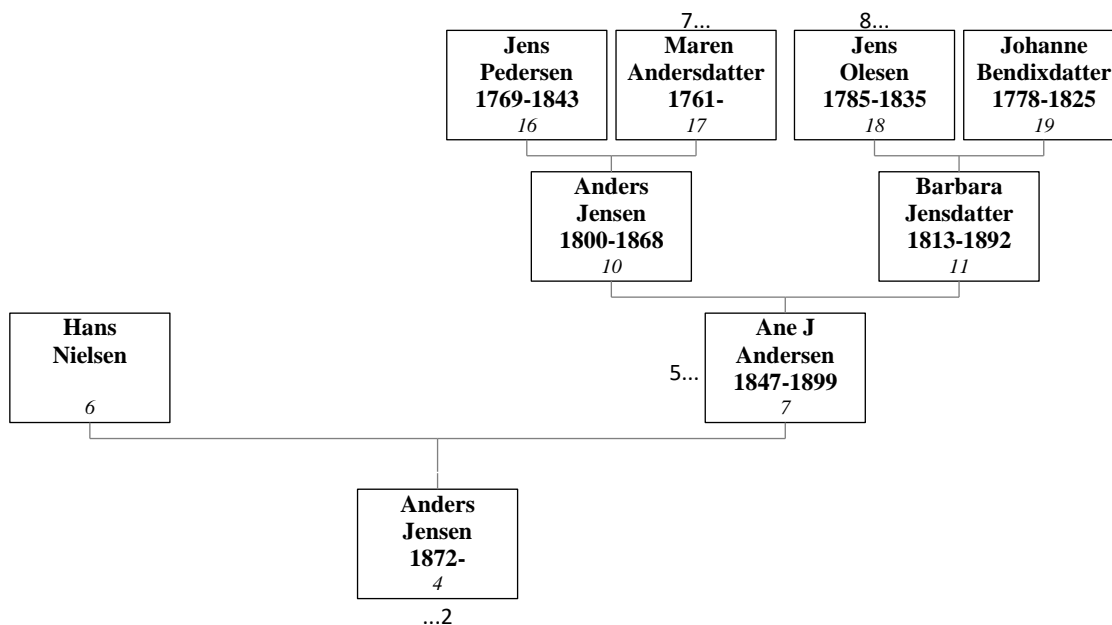 7...
8...
Jens
Pedersen
1769-1843
16
Maren
Andersdatter
1761-
17
Jens
Olesen
1785-1835
18
Johanne
Bendixdatter
1778-1825
19
Anders
Jensen
1800-1868
10
Barbara
Jensdatter
1813-1892
11
Hans
Nielsen
6
5...
Ane J
Andersen
1847-1899
7
Anders
Jensen
1872-
4
...2